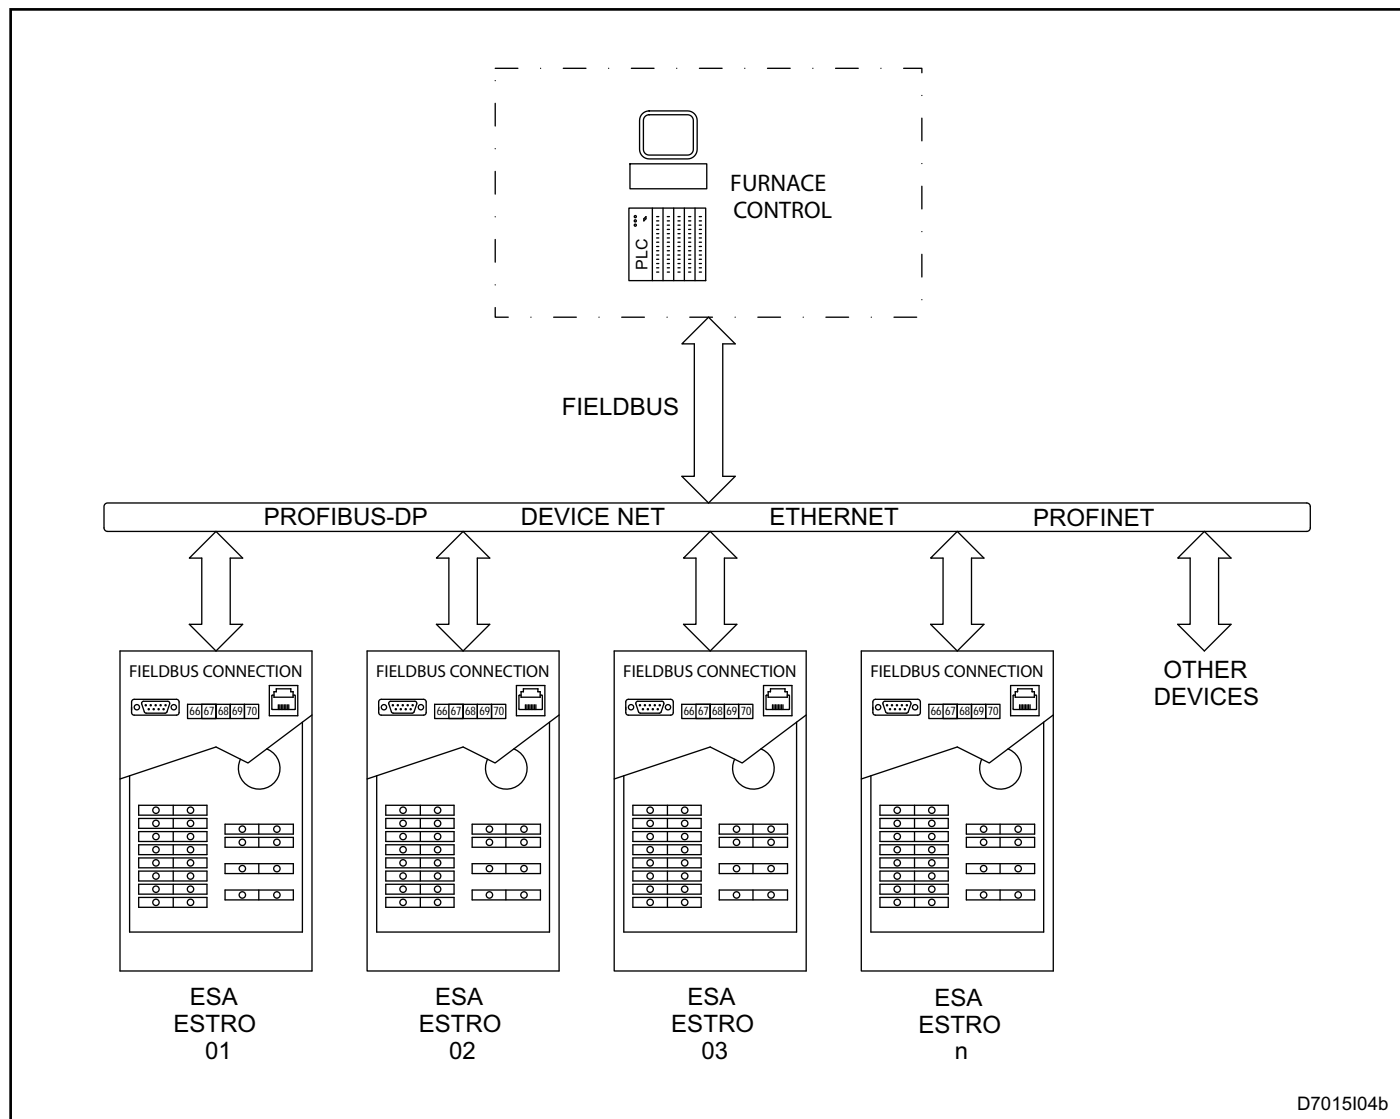 FURNACE
CONTROL
PLC
FIELDBUS
PROFIBUS-DP DEVICE NET ETHERNET PROFINET
FIELDBUS CONNECTION
66 67 68 69 70
FIELDBUS CONNECTION
66 67 68 69 70
FIELDBUS CONNECTION
66 67 68 69 70
FIELDBUS CONNECTION
66 67 68 69 70
OTHER
DEVICES
ESA
ESTRO
01
ESA
ESTRO
02
ESA
ESTRO
03
ESA
ESTRO
n
D7015I04b